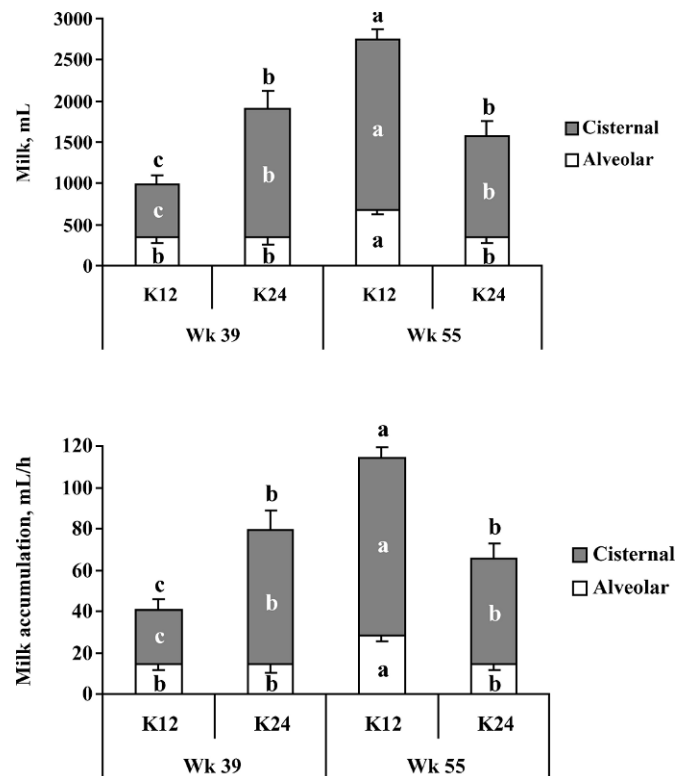 Milk, mL
3000
2500
2000
1500
1000
500
0
c
c
b
b
b
b
a
a
a
b
b
b
Cisternal
Alveolar
K12 K24 K12 K24
Wk 39 Wk 55
Milk accumulation, mL/h
120
100
80
60
40
20
0
c
c
b
b
b
b
a
a
a
b
b
b
Cisternal
Alveolar
K12 K24 K12 K24
Wk 39 Wk 55